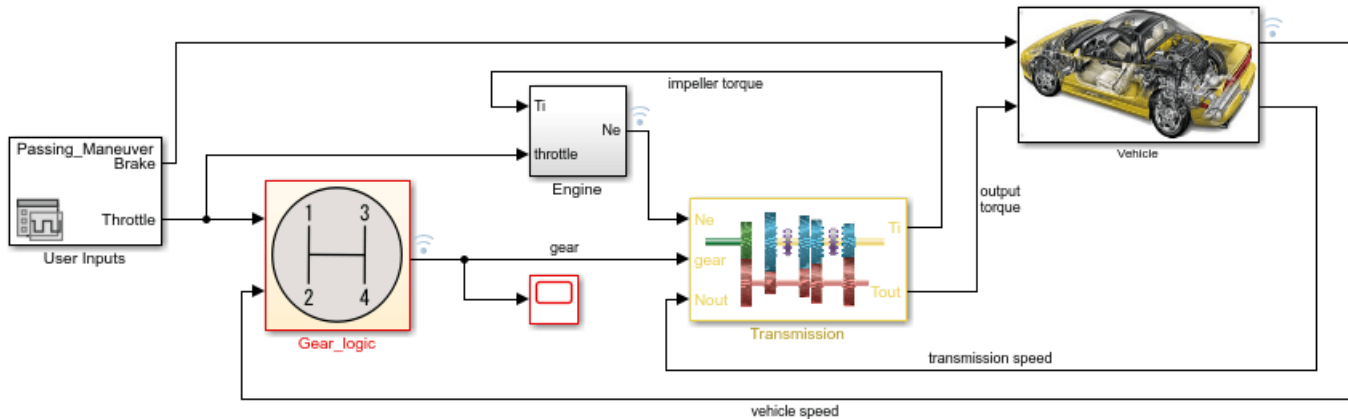 Passing_Maneuver
Brake
Throttle
User Inputs
1 3
2 4
Gear_logic
gear
impeller torque
Ti
Ne
throttle
Engine
Ne
gear
Nout
Ti
Tout
Transmission
output
torque
Vehicle
transmission speed
vehicle speed